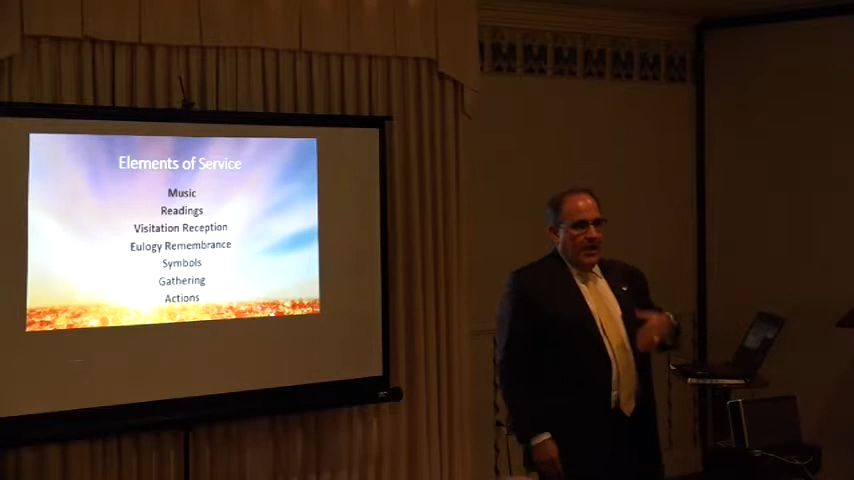 Elements of Service
Music
Readings
Visitation Reception
Eulogy Remembrance
Symbols
Gathering
Actions